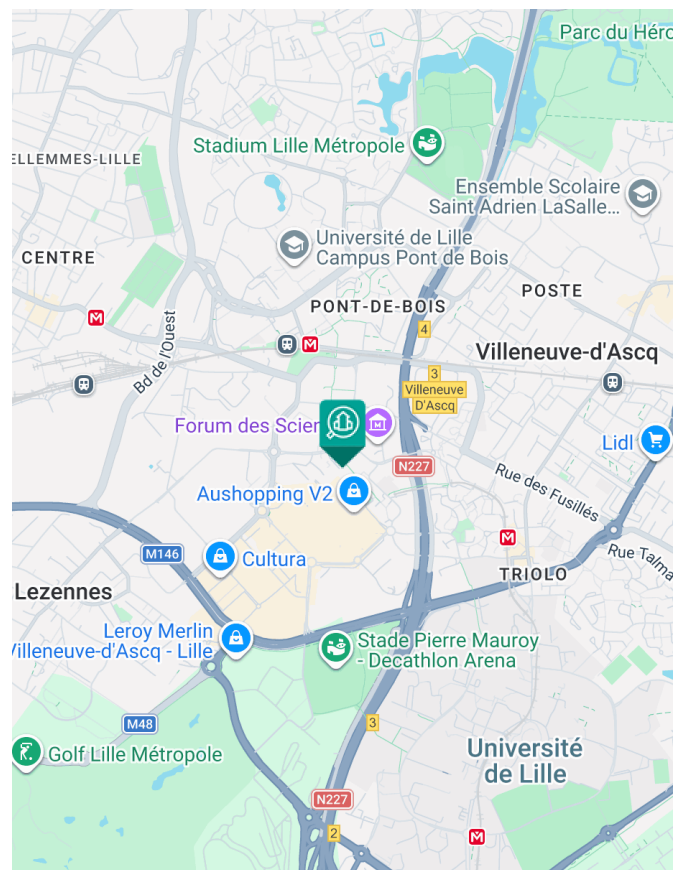 Parc du Héro
Stadium Lille Métropole
ELLEMMES-LILLE
Ensemble Scolaire
Saint Adrien LaSalle...
Université de Lille
Campus Pont de Bois
CENTRE
POSTE
PONT-DE-BOIS
M
4
M
Bd de l'Ouest
Villeneuve-d'Ascq
3
Villeneuve
D'Ascq
Forum des Scien
M
Lidl
N227
Aushopping V2
Rue des Fusillés
M
M146
Cultura
Rue Talma
TRIOLO
Lezennes
Leroy Merlin
Villeneuve-d'Ascq - Lille
Stade Pierre Mauroy
- Decathlon Arena
M48
3
Golf Lille Métropole
Université
de Lille
N227
2
M